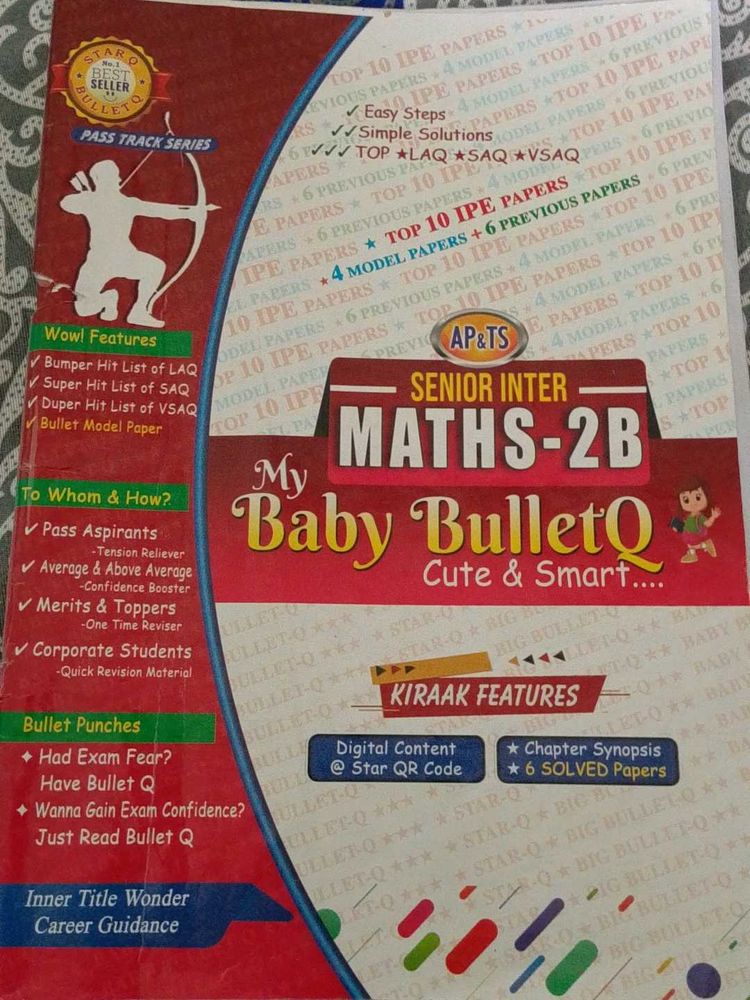 STAR Q
No.1
BEST
SELLER
BULLET Q
PASS TRACK SERIES
✓ Easy Steps
✓✓ Simple Solutions
✓✓✓ TOP ★LAQ ★SAQ ★VSAQ
★ TOP 10 IPE PAPERS
★ 4 MODEL PAPERS + 6 PREVIOUS PAPERS
Wow! Features
✓ Bumper Hit List of LAQ
✓ Super Hit List of SAQ
✓ Duper Hit List of VSAQ
✓ Bullet Model Paper
AP&TS
SENIOR INTER
MATHS-2B
My
Baby BulletQ
Cute & Smart....
To Whom & How?
✓ Pass Aspirants
-Tension Reliever
✓ Average & Above Average
-Confidence Booster
✓ Merits & Toppers
-One Time Reviser
✓ Corporate Students
-Quick Revision Material
KIRAAK FEATURES
Digital Content
@ Star QR Code
★ Chapter Synopsis
★ 6 SOLVED Papers
Bullet Punches
✦ Had Exam Fear?
Have Bullet Q
✦ Wanna Gain Exam Confidence?
Just Read Bullet Q
Inner Title Wonder
Career Guidance